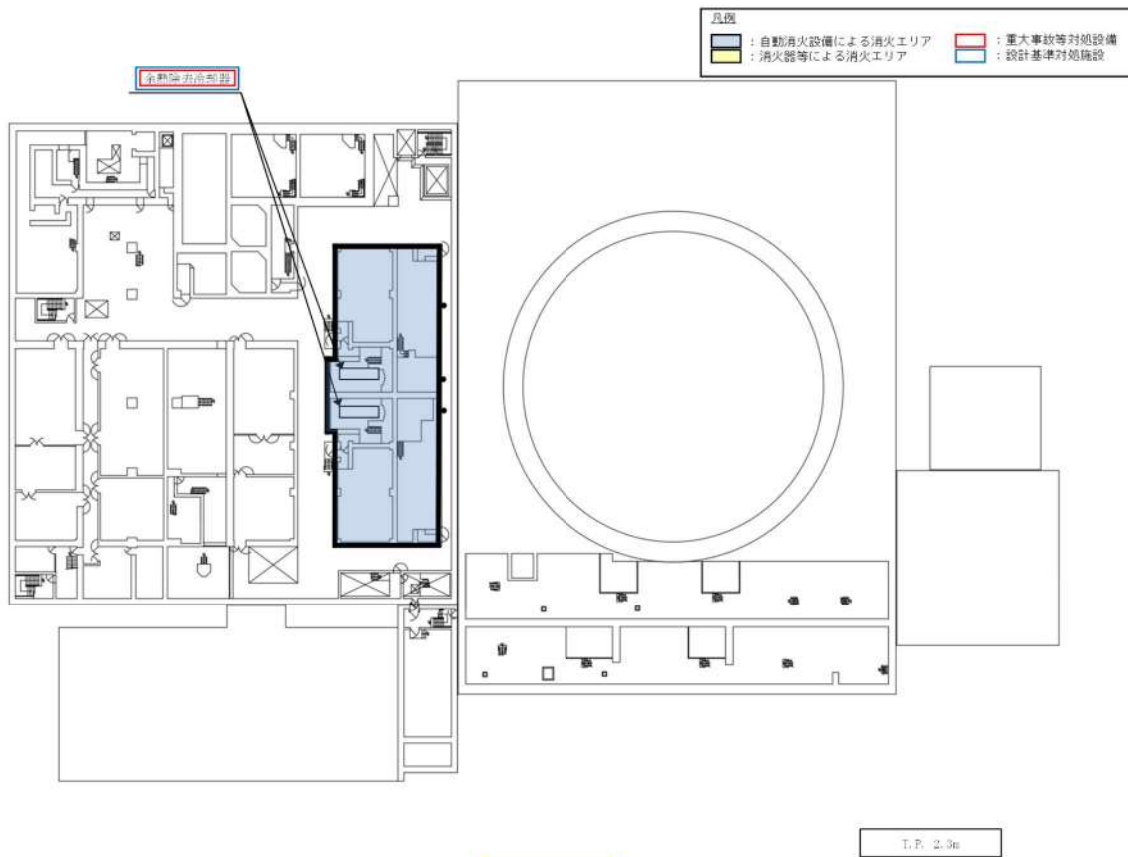 凡例
：自動消火設備による消火エリア
：消火器等による消火エリア
：重大事故等対処設備
：設計基準対処施設
余熱除去冷却器
T.P. 2.3m